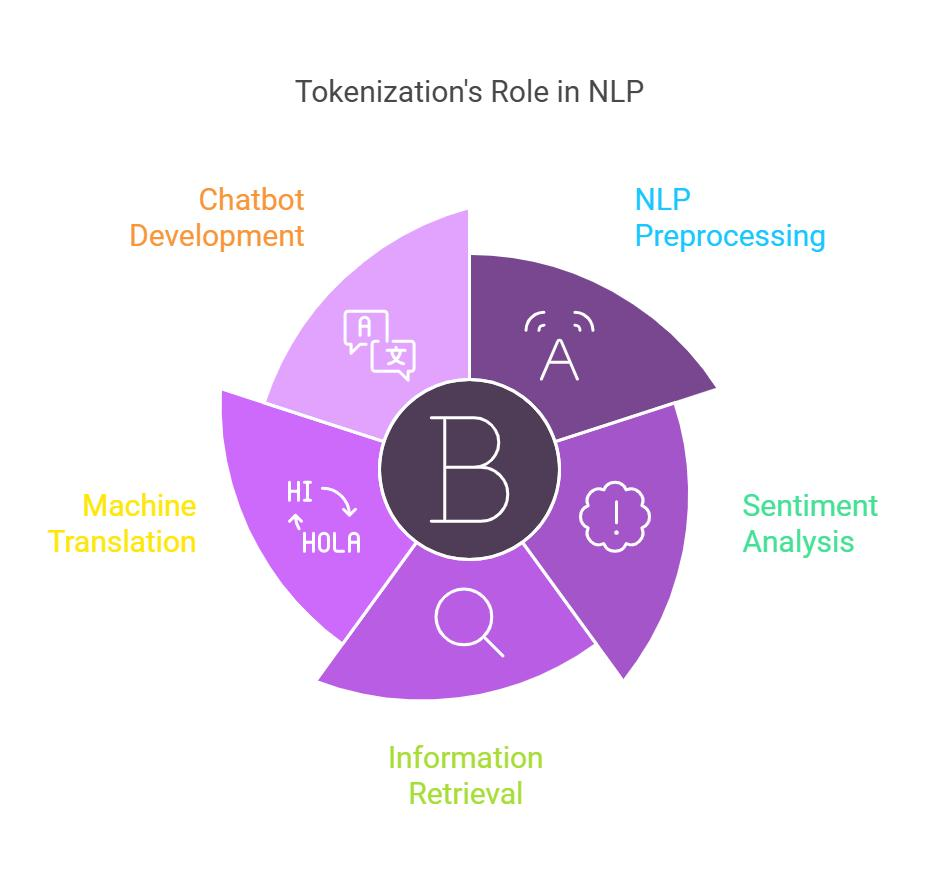 Tokenization's Role in NLP
Chatbot
Development
NLP
Preprocessing
A
文
A
B
HI
HOLA
Machine
Translation
Sentiment
Analysis
!
Information
Retrieval